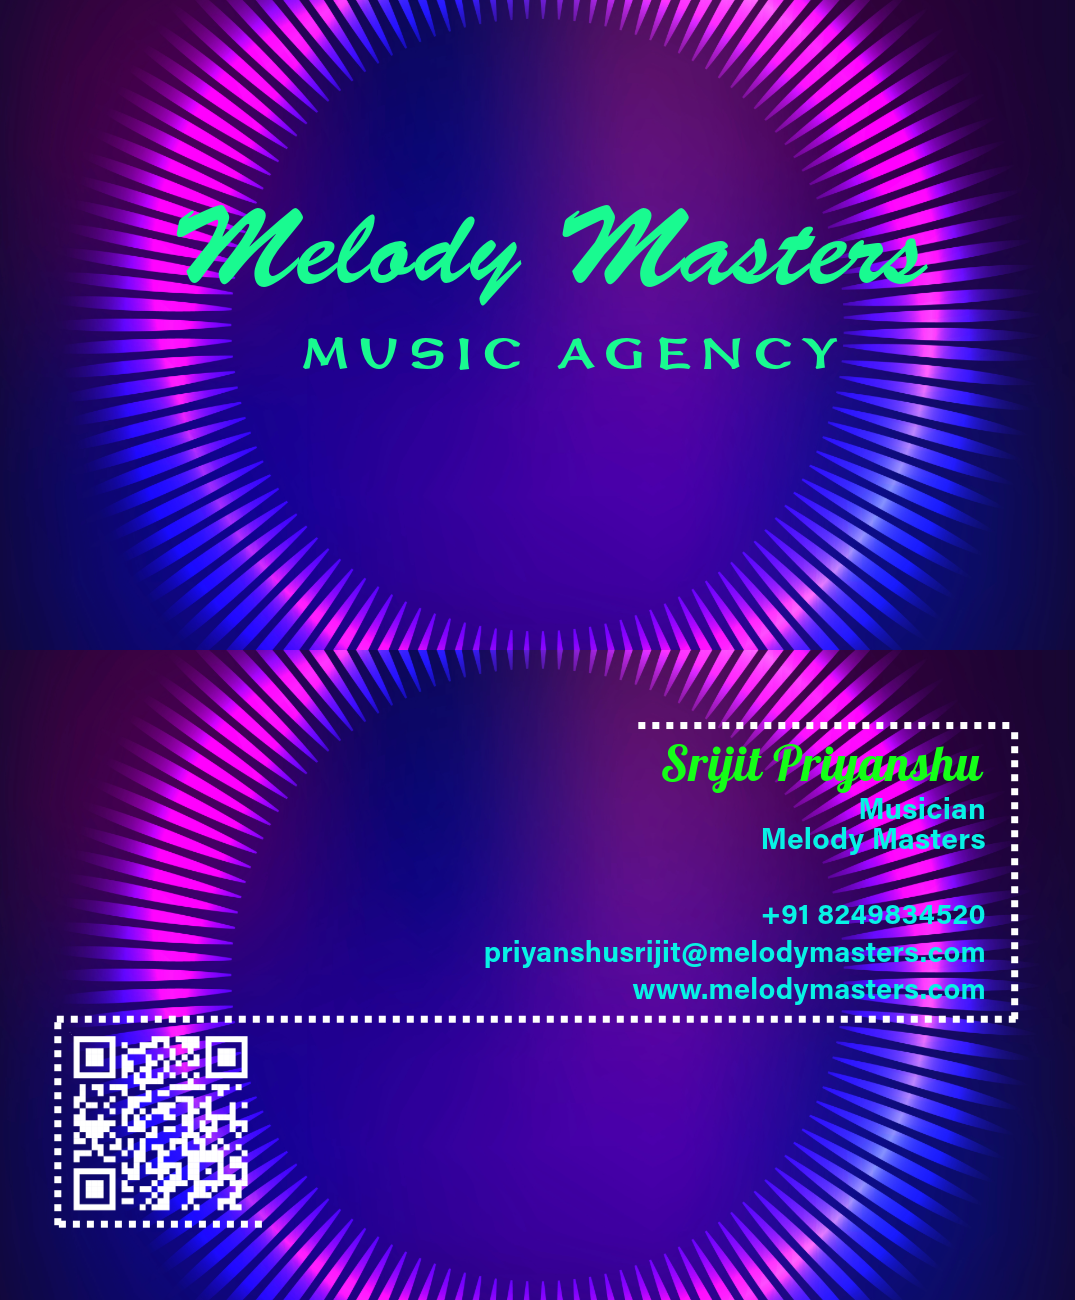 Melody Masters
MUSIC AGENCY
Srijit Priyanshu
Musician
Melody Masters
+91 8249834520
priyanshusrijit@melodymasters.com
www.melodymasters.com